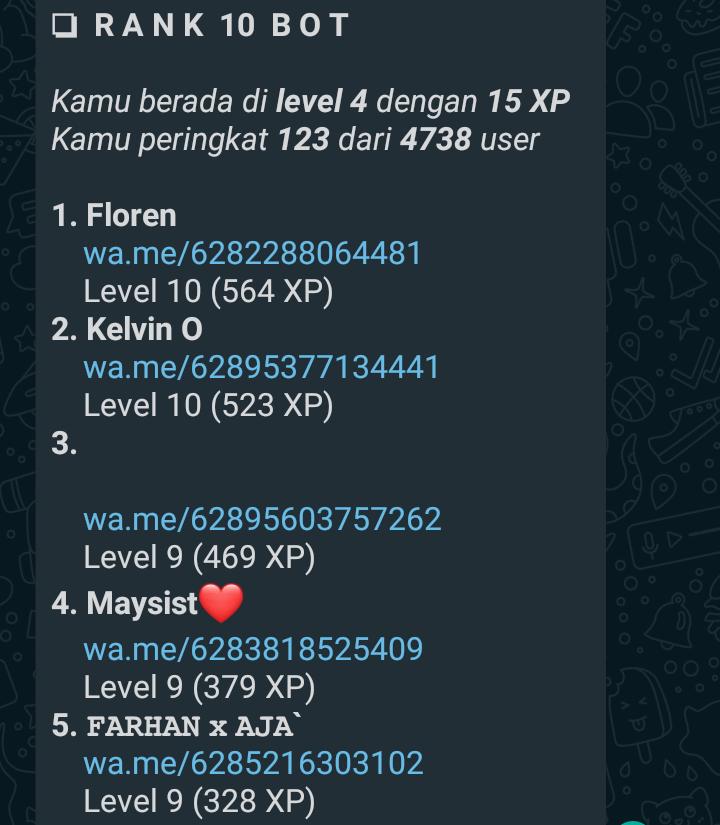 ❏ R A N K 10 B O T
Kamu berada di level 4 dengan 15 XP
Kamu peringkat 123 dari 4738 user
1. Floren
wa.me/6282288064481
Level 10 (564 XP)
2. Kelvin O
wa.me/62895377134441
Level 10 (523 XP)
3.
wa.me/62895603757262
Level 9 (469 XP)
4. Maysist❤️
wa.me/6283818525409
Level 9 (379 XP)
5. 𝙵𝙰𝚁𝙷𝙰𝙽 𝚡 𝙰𝙹𝙰`
wa.me/6285216303102
Level 9 (328 XP)